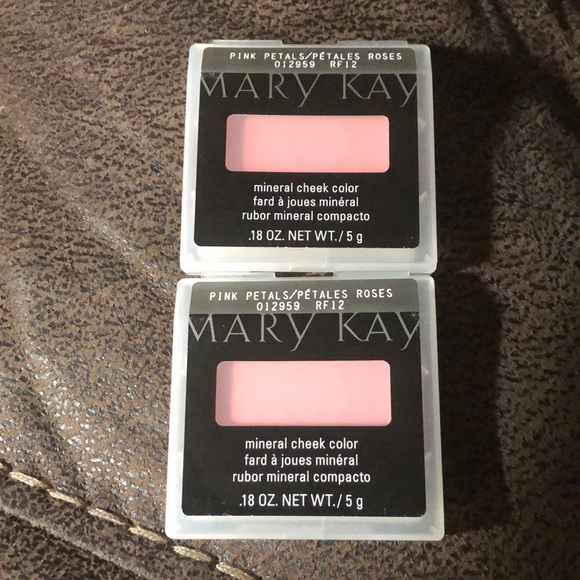 PINK PETALS/PÉTALES ROSES
012959 RF12
MARY KAY
mineral cheek color
fard à joues minéral
rubor mineral compacto
.18 OZ. NET WT./5 g
PINK PETALS/PÉTALES ROSES
012959 RF12
MARY KAY
mineral cheek color
fard à joues minéral
rubor mineral compacto
.18 OZ. NET WT./5 g